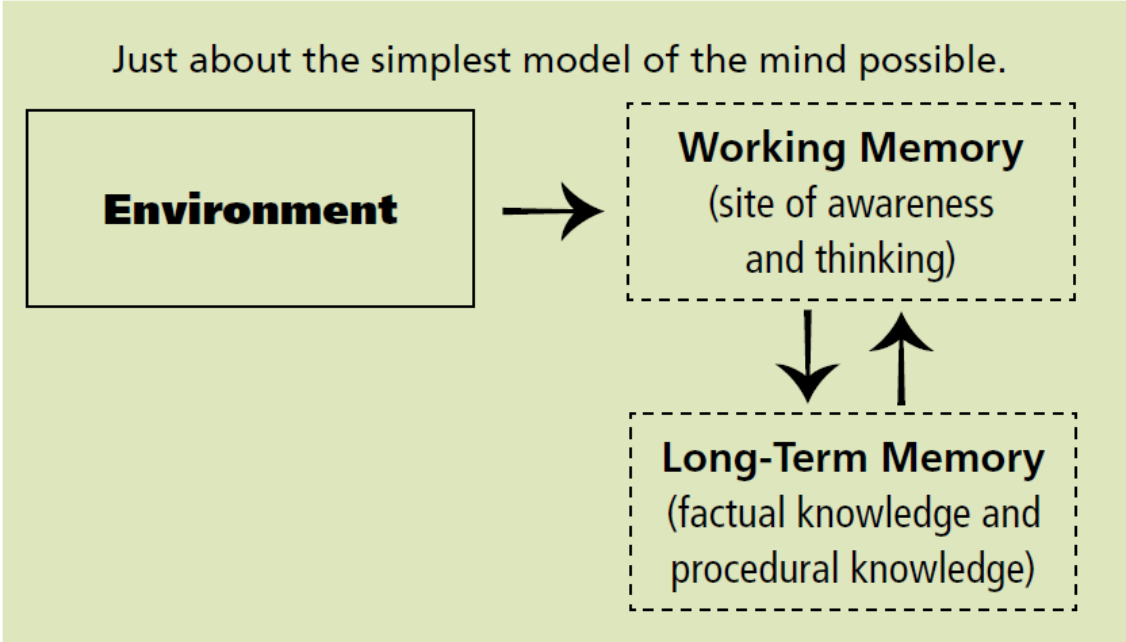 Just about the simplest model of the mind possible.
Environment
Working Memory
(site of awareness
and thinking)
Long-Term Memory
(factual knowledge and
procedural knowledge)